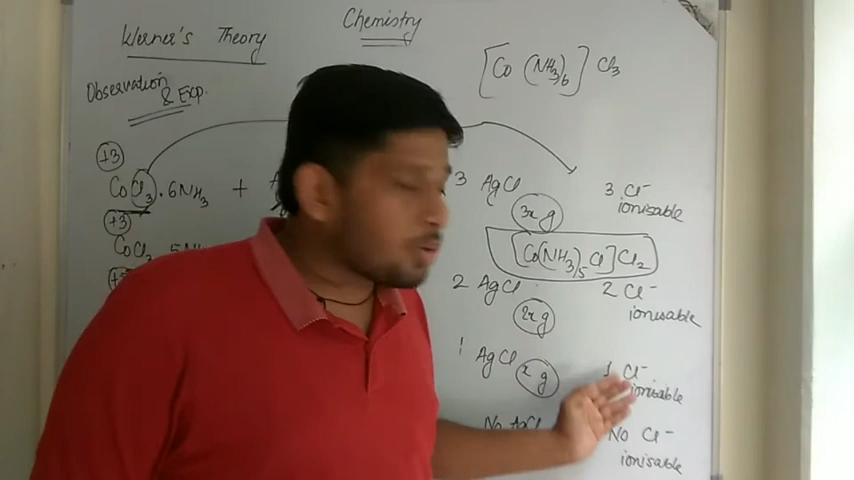 Chemistry
Werner's Theory
[Co (NH3)6] Cl3
Observation
& Exp.
+3
CoCl3 . 6NH3 +
3 AgCl
3x g
3 Cl-
ionisable
+3
CoCl3
[Co(NH3)5 Cl] Cl2
2 AgCl
2x g
2 Cl-
ionisable
1 AgCl
x g
1 Cl-
ionisable
No AgCl
No Cl-
ionisable